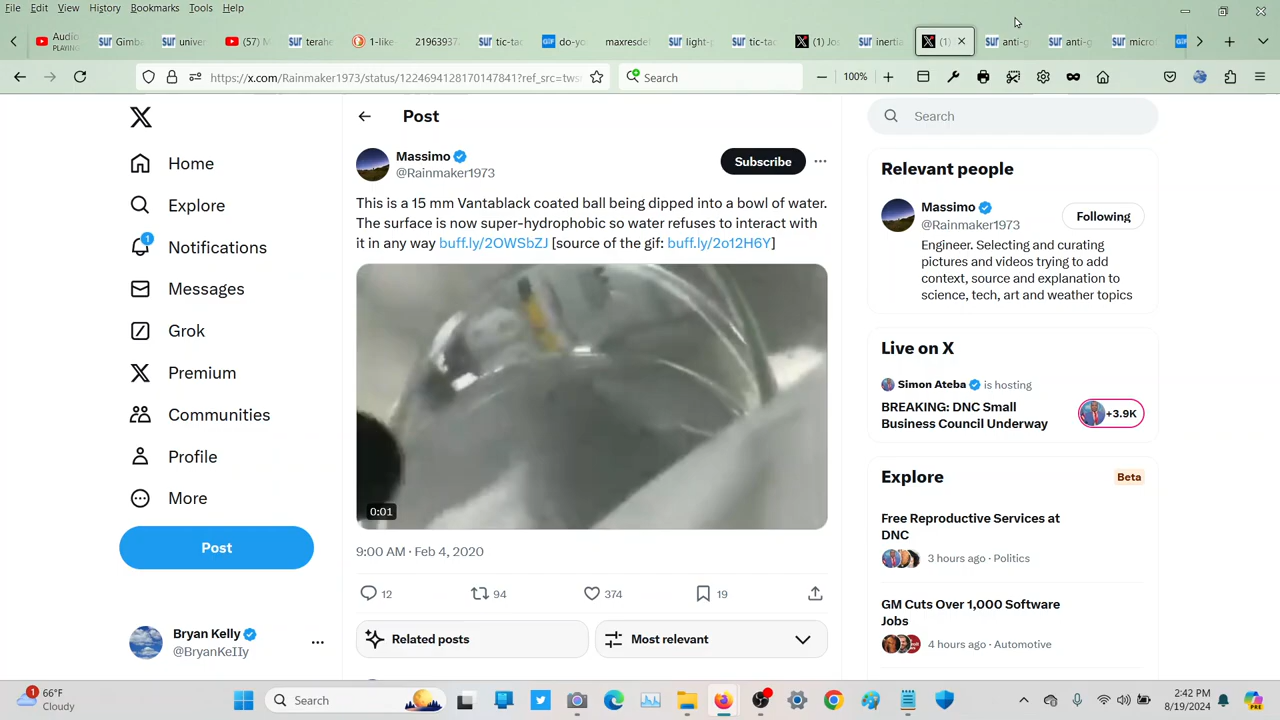 File Edit View History Bookmarks Tools Help
Audio PLAYING
Gimba
univer
(57) M
terahe
1-like-
21963937
tic-tac
do-yo
maxresdef
light-p
tic-tac
(1) Jos
inertia
(1)
anti-g
anti-g
micro
https://x.com/Rainmaker1973/status/1224694128170147841?ref_src=tws
Search
100%
Post
Search
Home
Explore
1
Notifications
Messages
Grok
Premium
Communities
Profile
More
Post
Bryan Kelly
@BryanKeIIy
Massimo
@Rainmaker1973
Subscribe
This is a 15 mm Vantablack coated ball being dipped into a bowl of water.
The surface is now super-hydrophobic so water refuses to interact with
it in any way buff.ly/2OWSbZJ [source of the gif: buff.ly/2o12H6Y]
0:01
9:00 AM · Feb 4, 2020
12 94 374 19
Related posts
Most relevant
Relevant people
Massimo
@Rainmaker1973
Following
Engineer. Selecting and curating
pictures and videos trying to add
context, source and explanation to
science, tech, art and weather topics
Live on X
Simon Ateba is hosting
BREAKING: DNC Small
Business Council Underway
+3.9K
Explore
Beta
Free Reproductive Services at
DNC
3 hours ago · Politics
GM Cuts Over 1,000 Software
Jobs
4 hours ago · Automotive
1
66°F
Cloudy
Search
2:42 PM
8/19/2024